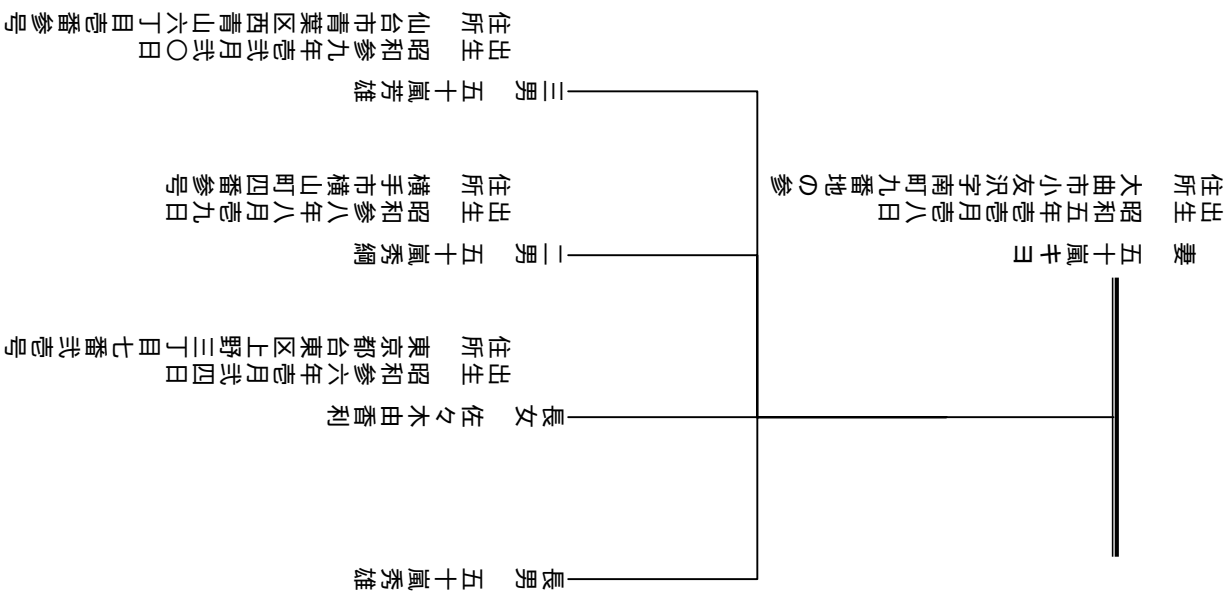 妻 五十嵐キヨ
出生 昭和五年壱壱月壱八日
住所 大曲市小友沢字南町九番地の参
長男 五十嵐秀雄
長女 佐々木由香利
出生 昭和参六年壱月弐四日
住所 東京都台東区上野三丁目七番弐壱号
二男 五十嵐秀綱
出生 昭和参八年八月壱九日
住所 横手市横山町四番参号
三男 五十嵐芳雄
出生 昭和参九年壱弐月弐〇日
住所 仙台市青葉区西青山六丁目壱番参号